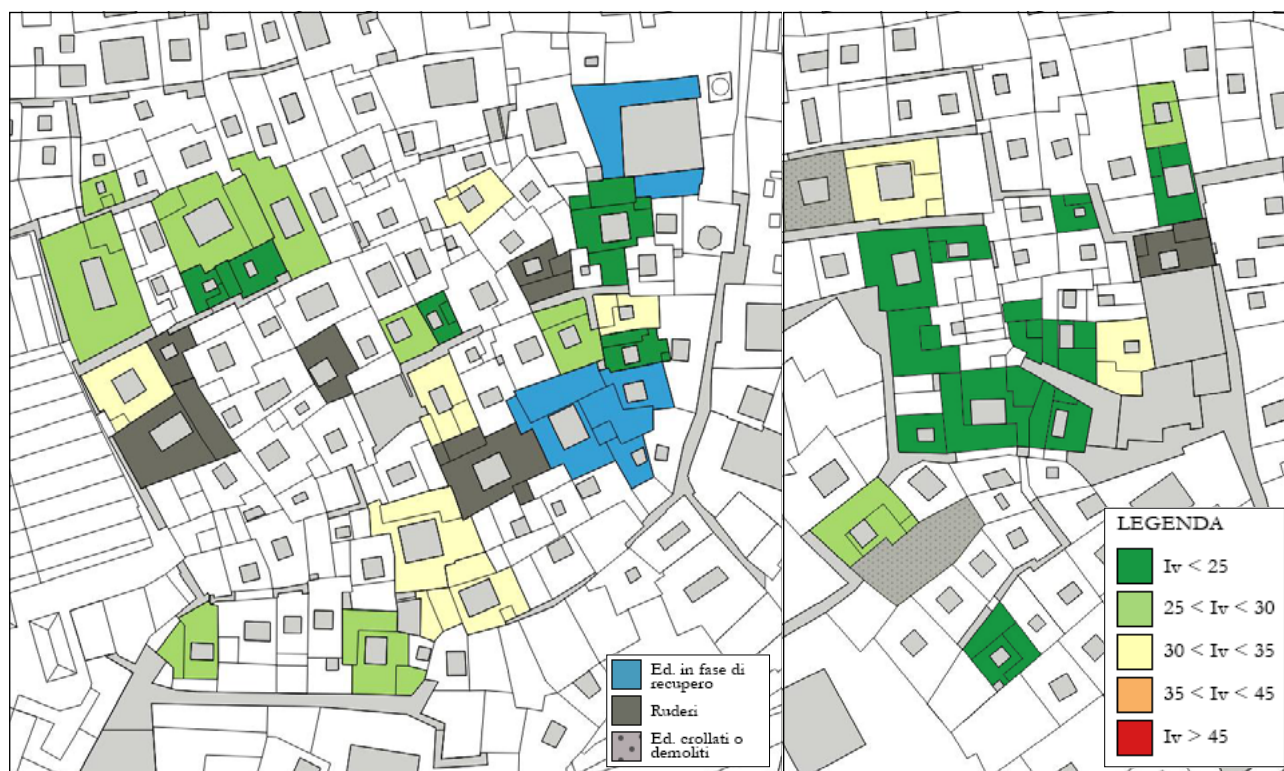 Ed. in fase di
recupero
Ruderi
Ed. crollati o
demoliti
LEGENDA
Iv < 25
25 < Iv < 30
30 < Iv < 35
35 < Iv < 45
Iv > 45